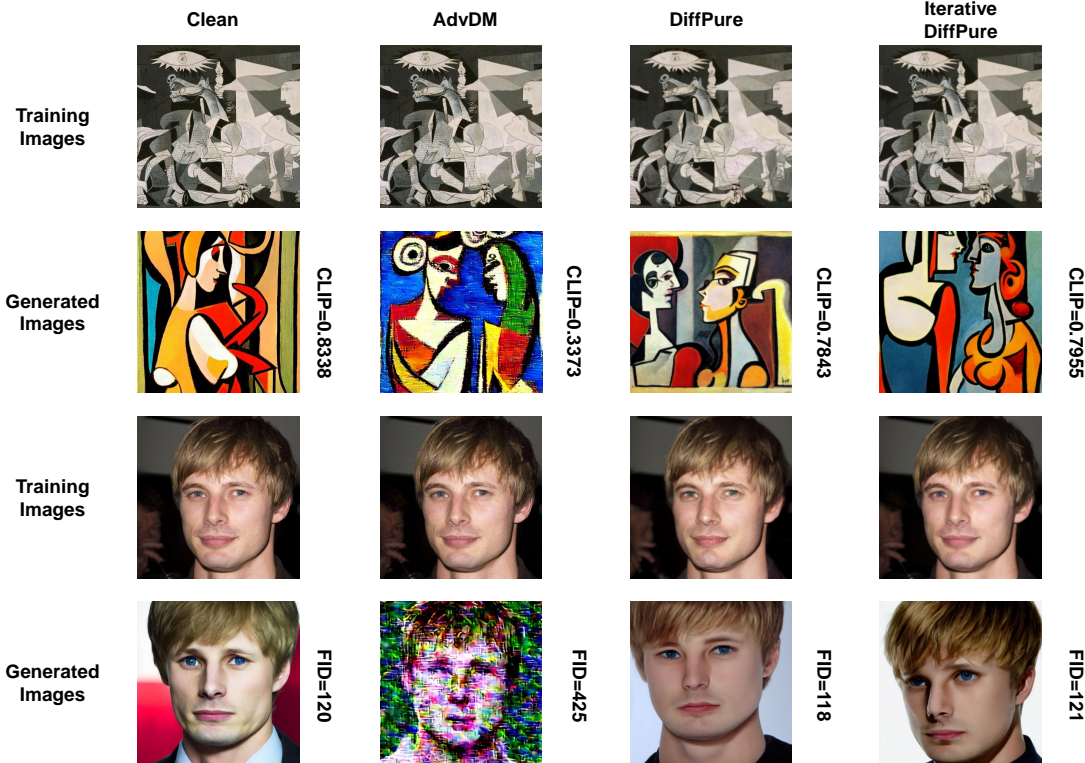 Clean
AdvDM
DiffPure
Iterative
DiffPure
Training
Images
Generated
Images
CLIP=0.8338
CLIP=0.3773
CLIP=0.7843
CLIP=0.7955
Training
Images
Generated
Images
FID=120
FID=425
FID=118
FID=121